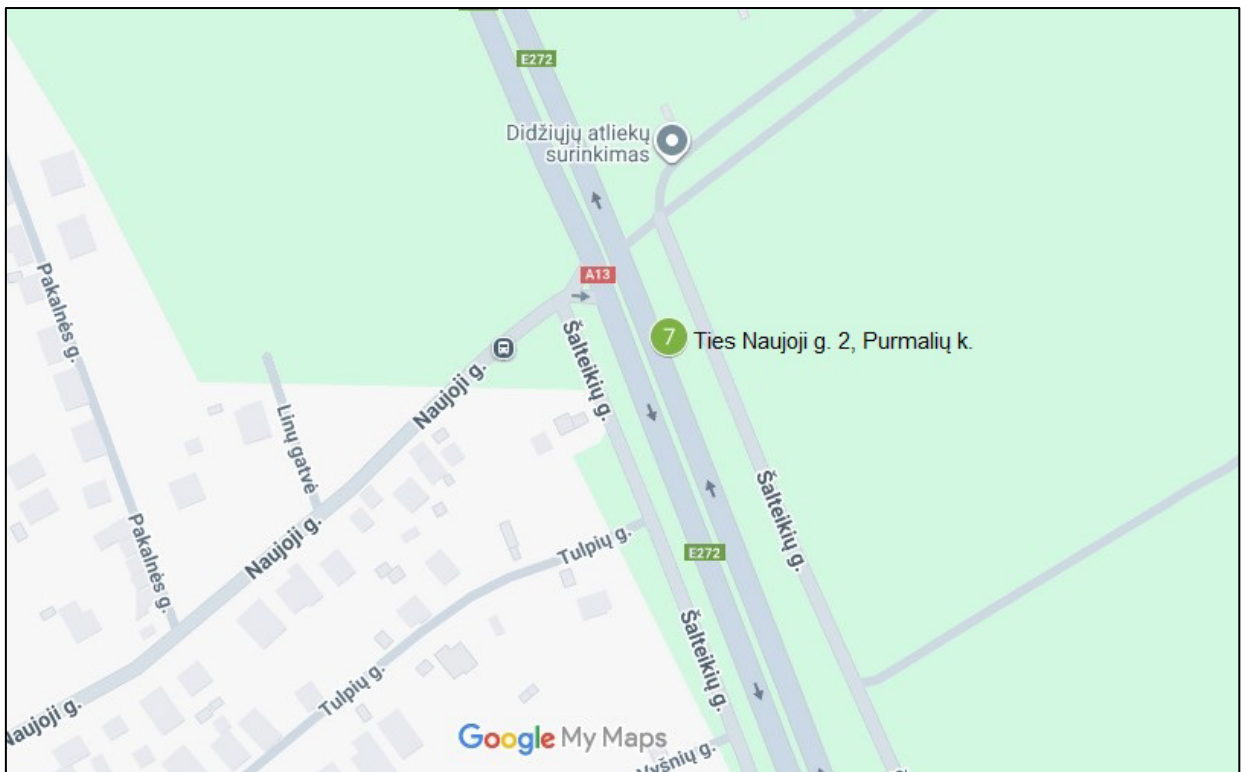 E272
Didžiųjų atliekų
surinkimas
A13
7 Ties Naujoji g. 2, Purmalių k.
Pakalnės g.
Šalteikių g.
Naujoji g.
Linų gatvė
Šalteikių g.
Pakalnės g.
Naujoji g.
Tulpių g.
E272
Šalteikių g.
Tulpių g.
Naujoji g.
Google My Maps
Vyšnių g.